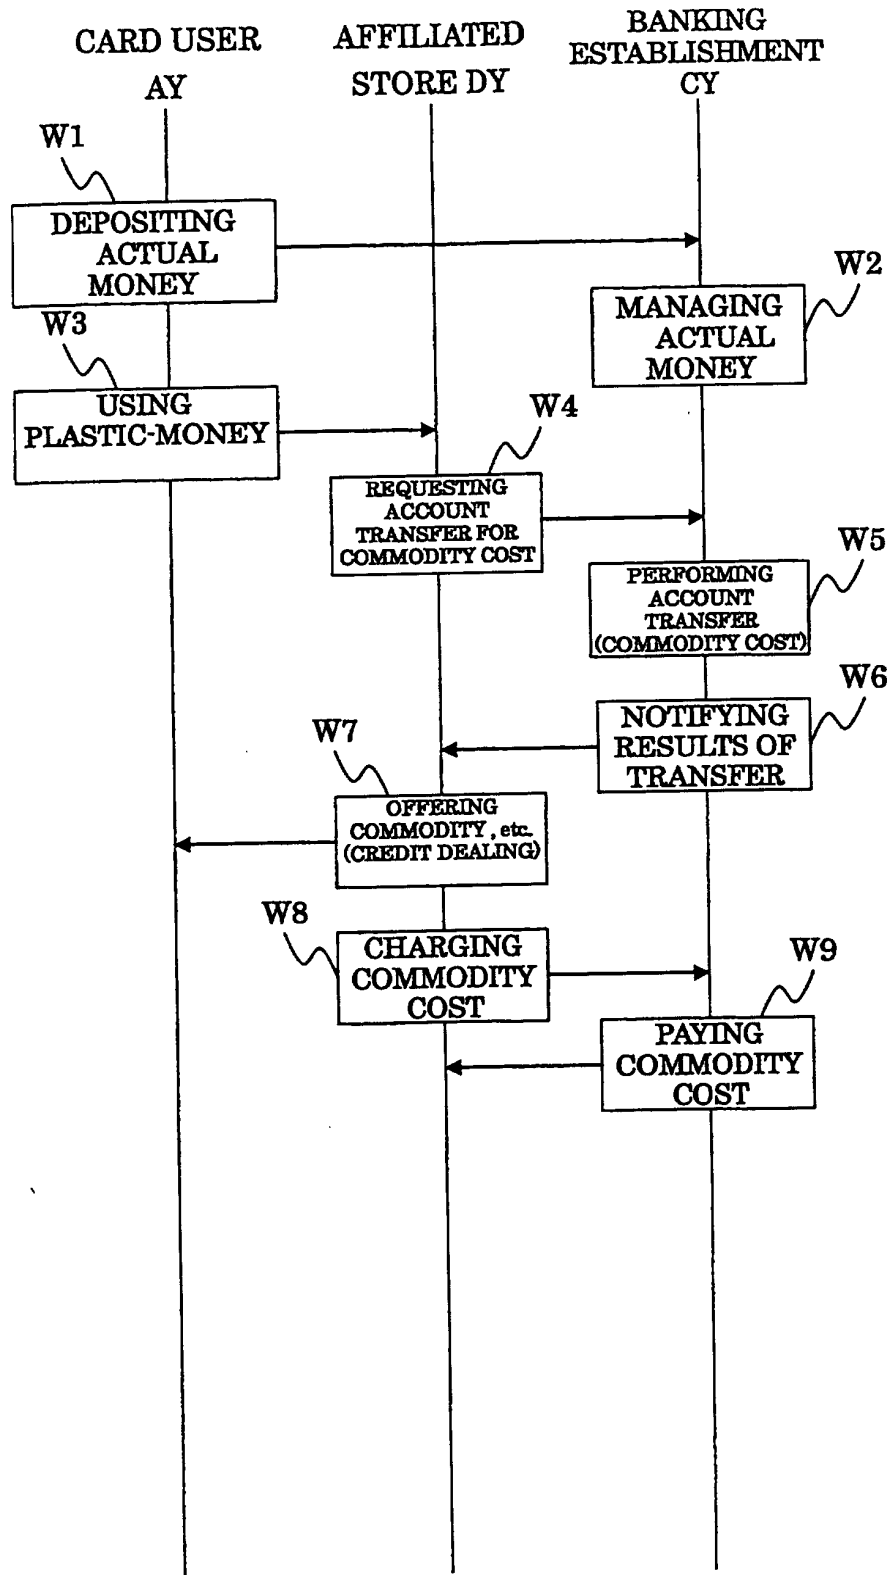 CARD USER
AY
AFFILIATED
STORE DY
BANKING
ESTABLISHMENT
CY
W1
DEPOSITING
ACTUAL
MONEY
W2
MANAGING
ACTUAL
MONEY
W3
USING
PLASTIC-MONEY
W4
REQUESTING
ACCOUNT
TRANSFER FOR
COMMODITY COST
W5
PERFORMING
ACCOUNT
TRANSFER
(COMMODITY COST)
W6
NOTIFYING
RESULTS OF
TRANSFER
W7
OFFERING
COMMODITY, etc.
(CREDIT DEALING)
W8
CHARGING
COMMODITY
COST
W9
PAYING
COMMODITY
COST